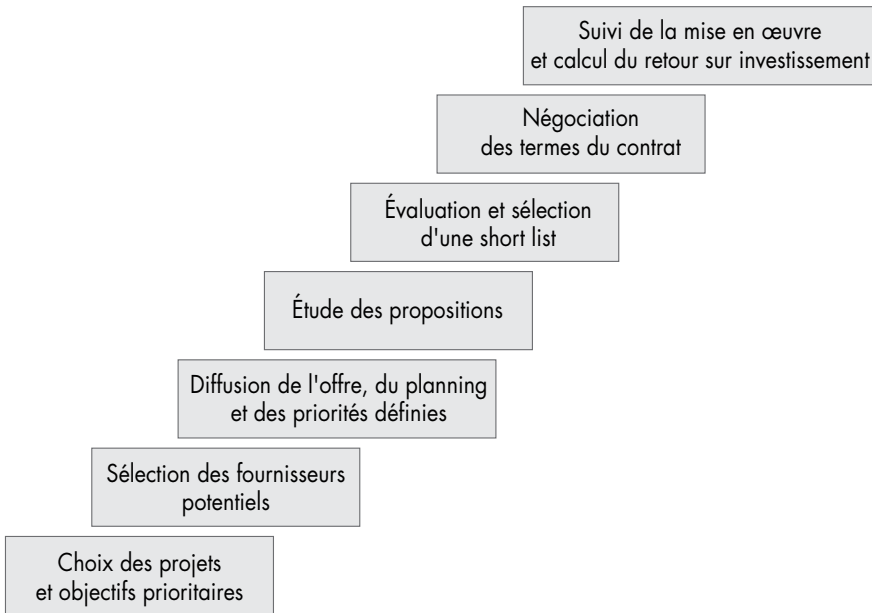 Suivi de la mise en œuvre
et calcul du retour sur investissement
Négociation
des termes du contrat
Évaluation et sélection
d'une short list
Étude des propositions
Diffusion de l'offre, du planning
et des priorités définies
Sélection des fournisseurs
potentiels
Choix des projets
et objectifs prioritaires